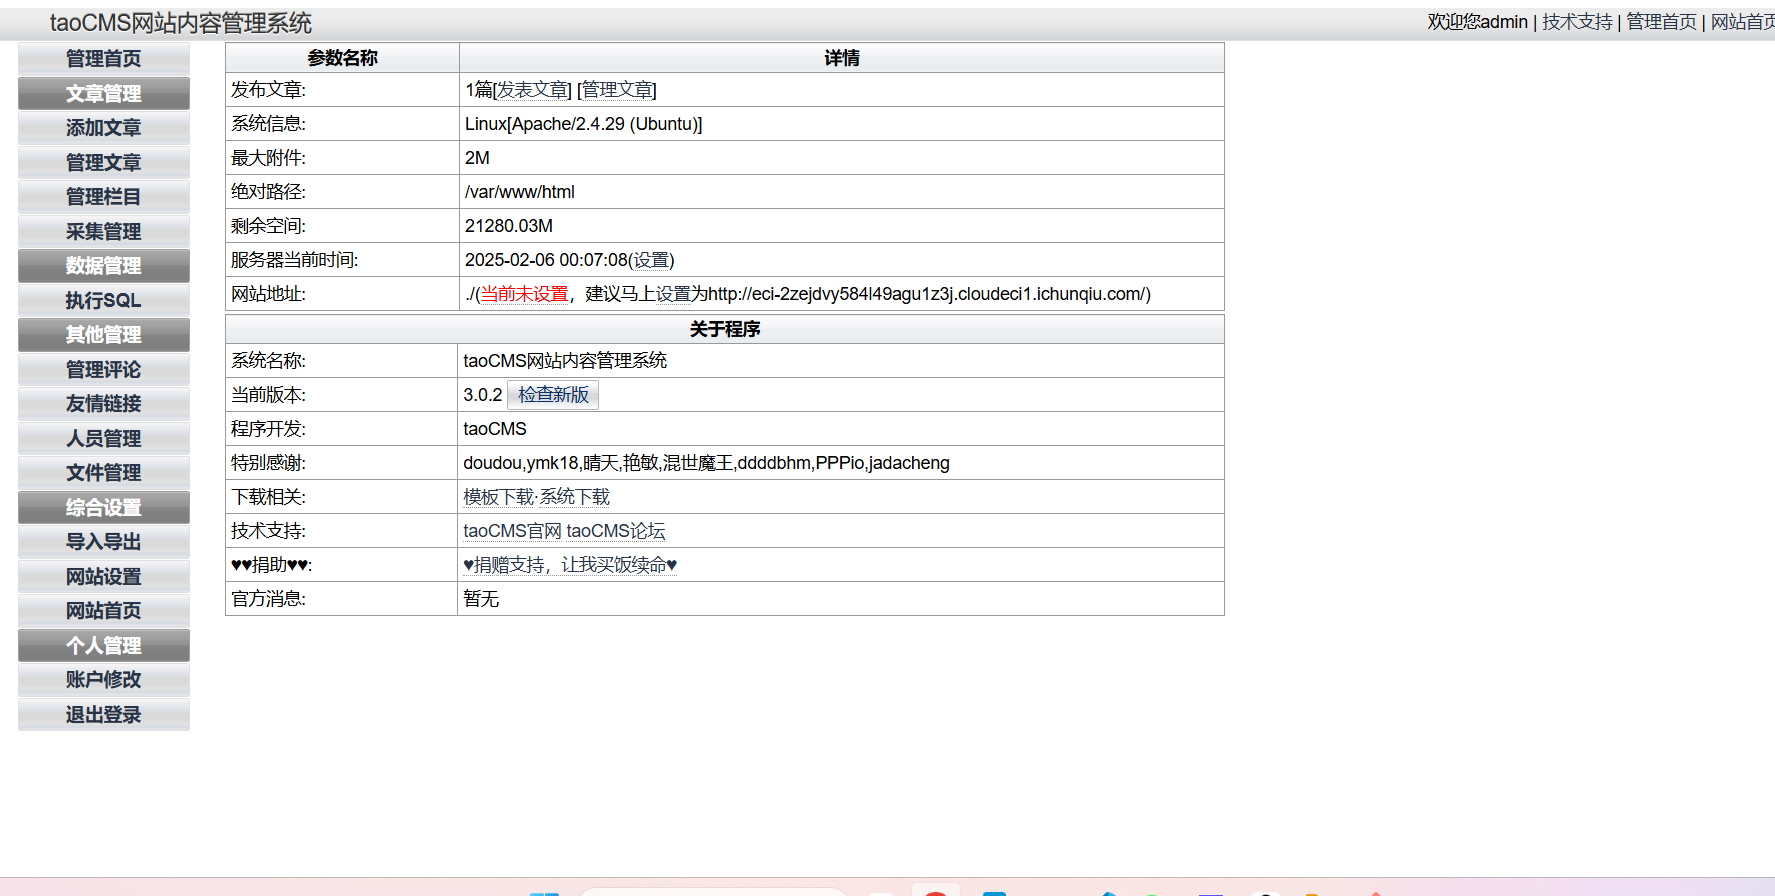 taoCMS网站内容管理系统
欢迎您admin | 技术支持 | 管理首页 | 网站首页
管理首页
文章管理
添加文章
管理文章
管理栏目
采集管理
数据管理
执行SQL
其他管理
管理评论
友情链接
人员管理
文件管理
综合设置
导入导出
网站设置
网站首页
个人管理
账户修改
退出登录
参数名称 详情
发布文章: 1篇[发表文章] [管理文章]
系统信息: Linux[Apache/2.4.29 (Ubuntu)]
最大附件: 2M
绝对路径: /var/www/html
剩余空间: 21280.03M
服务器当前时间: 2025-02-06 00:07:08(设置)
网站地址: ./(当前未设置，建议马上设置为http://eci-2zejdvy584l49agu1z3j.cloudeci1.ichunqiu.com/)
关于程序
系统名称: taoCMS网站内容管理系统
当前版本: 3.0.2 检查新版
程序开发: taoCMS
特别感谢: doudou,ymk18,晴天,艳敏,混世魔王,ddddbhm,PPPio,jadacheng
下载相关: 模板下载·系统下载
技术支持: taoCMS官网 taoCMS论坛
♥♥捐助♥♥: ♥捐赠支持，让我买饭续命♥
官方消息: 暂无